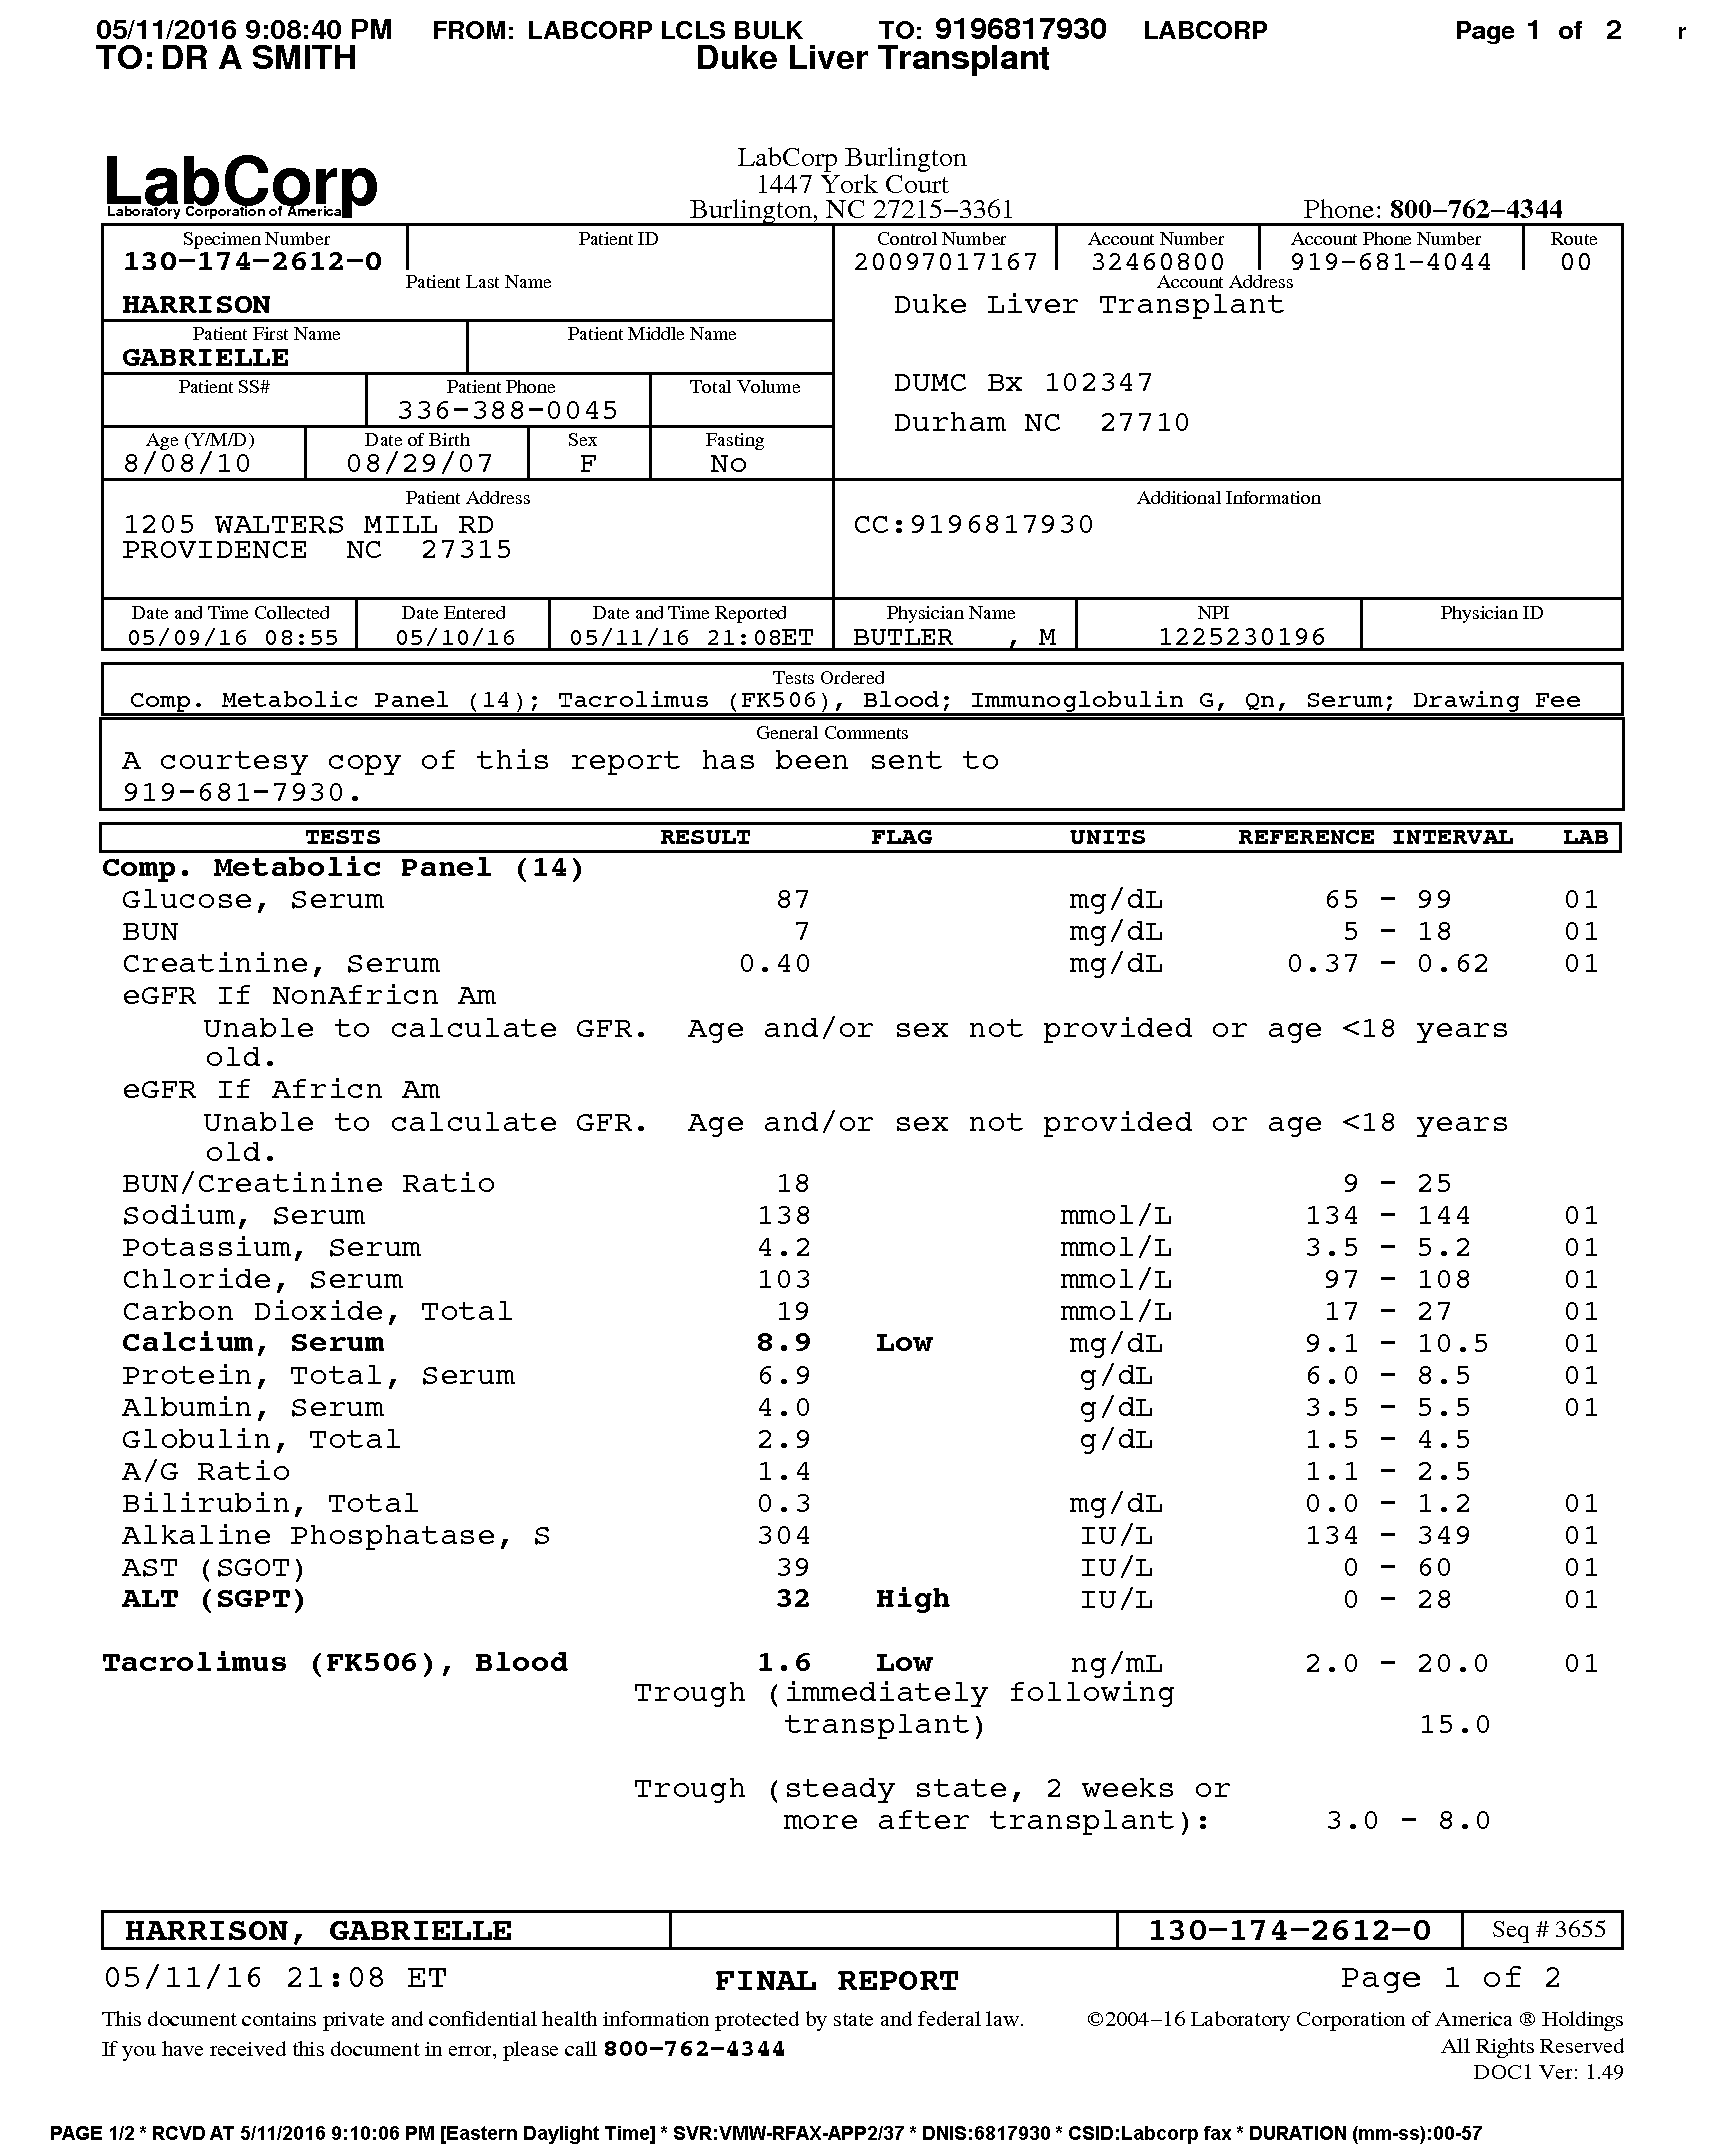 05/11/2016 9:08:40 PM FROM: LABCORP LCLS BULK TO: 9196817930 LABCORP Page 1 of 2 r
TO: DR A SMITH Duke Liver Transplant
LabCorp
Laboratory Corporation of America
LabCorp Burlington
1447 York Court
Burlington, NC 27215-3361 Phone: 800-762-4344
Specimen Number Patient ID Control Number Account Number Account Phone Number Route
130-174-2612-0 20097017167 32460800 919-681-4044 00
Patient Last Name Account Address
HARRISON Duke Liver Transplant
Patient First Name Patient Middle Name
GABRIELLE
Patient SS# Patient Phone Total Volume DUMC Bx 102347
336-388-0045
Durham NC 27710
Age (Y/M/D) Date of Birth Sex Fasting
8/08/10 08/29/07 F No
Patient Address Additional Information
1205 WALTERS MILL RD CC:9196817930
PROVIDENCE NC 27315
Date and Time Collected Date Entered Date and Time Reported Physician Name NPI Physician ID
05/09/16 08:55 05/10/16 05/11/16 21:08ET BUTLER , M 1225230196
Tests Ordered
Comp. Metabolic Panel (14); Tacrolimus (FK506), Blood; Immunoglobulin G, Qn, Serum; Drawing Fee
General Comments
A courtesy copy of this report has been sent to
919-681-7930.
TESTS RESULT FLAG UNITS REFERENCE INTERVAL LAB
Comp. Metabolic Panel (14)
Glucose, Serum 87 mg/dL 65 - 99 01
BUN 7 mg/dL 5 - 18 01
Creatinine, Serum 0.40 mg/dL 0.37 - 0.62 01
eGFR If NonAfricn Am
Unable to calculate GFR. Age and/or sex not provided or age <18 years
old.
eGFR If Africn Am
Unable to calculate GFR. Age and/or sex not provided or age <18 years
old.
BUN/Creatinine Ratio 18 9 - 25
Sodium, Serum 138 mmol/L 134 - 144 01
Potassium, Serum 4.2 mmol/L 3.5 - 5.2 01
Chloride, Serum 103 mmol/L 97 - 108 01
Carbon Dioxide, Total 19 mmol/L 17 - 27 01
Calcium, Serum 8.9 Low mg/dL 9.1 - 10.5 01
Protein, Total, Serum 6.9 g/dL 6.0 - 8.5 01
Albumin, Serum 4.0 g/dL 3.5 - 5.5 01
Globulin, Total 2.9 g/dL 1.5 - 4.5
A/G Ratio 1.4 1.1 - 2.5
Bilirubin, Total 0.3 mg/dL 0.0 - 1.2 01
Alkaline Phosphatase, S 304 IU/L 134 - 349 01
AST (SGOT) 39 IU/L 0 - 60 01
ALT (SGPT) 32 High IU/L 0 - 28 01
Tacrolimus (FK506), Blood 1.6 Low ng/mL 2.0 - 20.0 01
Trough (immediately following
transplant) 15.0
Trough (steady state, 2 weeks or
more after transplant): 3.0 - 8.0
HARRISON, GABRIELLE 130-174-2612-0 Seq # 3655
05/11/16 21:08 ET FINAL REPORT Page 1 of 2
This document contains private and confidential health information protected by state and federal law. ©2004-16 Laboratory Corporation of America ® Holdings
If you have received this document in error, please call 800-762-4344 All Rights Reserved
DOC1 Ver: 1.49
PAGE 1/2 * RCVD AT 5/11/2016 9:10:06 PM [Eastern Daylight Time] * SVR:VMW-RFAX-APP2/37 * DNIS:6817930 * CSID:Labcorp fax * DURATION (mm-ss):00-57